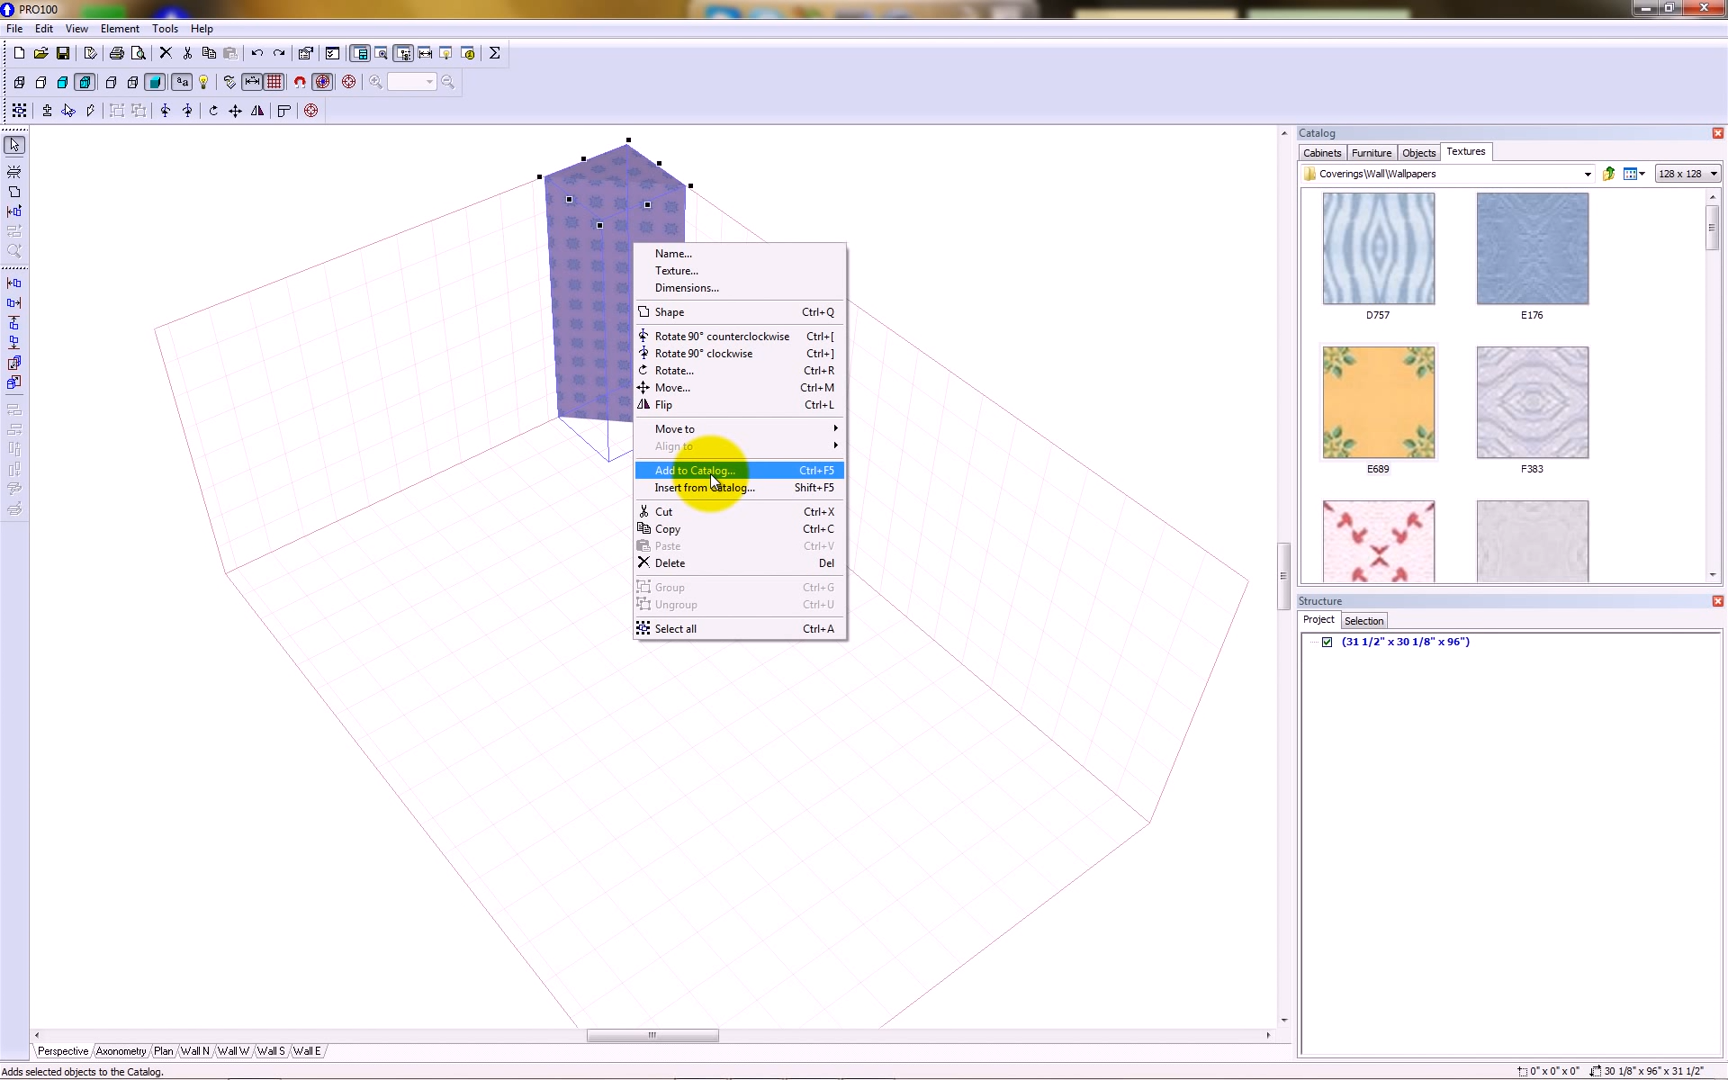 PRO100
File Edit View Element Tools Help
Catalog
Cabinets Furniture Objects Textures
Coverings\Wall\Wallpapers 128 x 128
D757 E176
E689 F383
Name...
Texture...
Dimensions...
Shape Ctrl+Q
Rotate 90° counterclockwise Ctrl+[
Rotate 90° clockwise Ctrl+]
Rotate... Ctrl+R
Move... Ctrl+M
Flip Ctrl+L
Move to
Align to
Add to Catalog... Ctrl+F5
Insert from Catalog... Shift+F5
Cut Ctrl+X
Copy Ctrl+C
Paste Ctrl+V
Delete Del
Group Ctrl+G
Ungroup Ctrl+U
Select all Ctrl+A
Structure
Project Selection
(31 1/2" x 30 1/8" x 96")
Perspective Axonometry Plan Wall N Wall W Wall S Wall E
Adds selected objects to the Catalog. 0" x 0" x 0" 30 1/8" x 96" x 31 1/2"